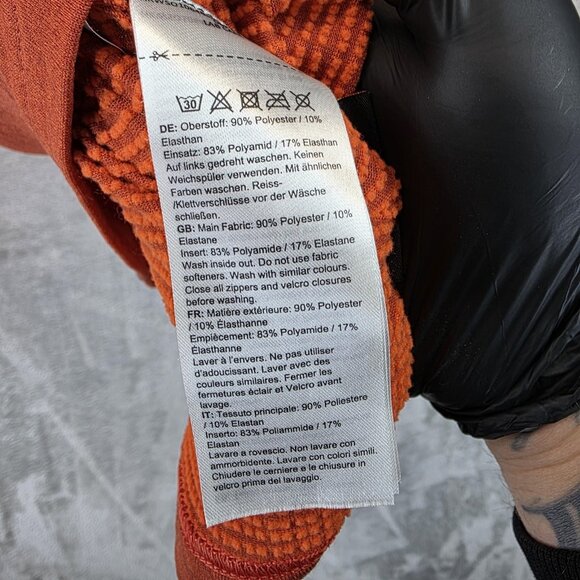 30
DE: Oberstoff: 90% Polyester / 10%
Elasthan
Einsatz: 83% Polyamid / 17% Elasthan
Auf links gedreht waschen. Keinen
Weichspüler verwenden. Mit ähnlichen
Farben waschen. Reiss-
/Klettverschlüsse vor der Wäsche
schließen.
GB: Main Fabric: 90% Polyester / 10%
Elastane
Insert: 83% Polyamide / 17% Elastane
Wash inside out. Do not use fabric
softeners. Wash with similar colours.
Close all zippers and velcro closures
before washing.
FR: Matière extérieure: 90% Polyester
/ 10% Élasthanne
Empiècement: 83% Polyamide / 17%
Élasthanne
Laver à l'envers. Ne pas utiliser
d'adoucissant. Laver avec des
couleurs similaires. Fermer les
fermetures éclair et Velcro avant
lavage.
IT: Tessuto principale: 90% Poliestere
/ 10% Elastan
Inserto: 83% Poliammide / 17%
Elastan
Lavare a rovescio. Non lavare con
ammorbidente. Lavare con colori simili.
Chiudere le cerniere e le chiusure in
velcro prima del lavaggio.